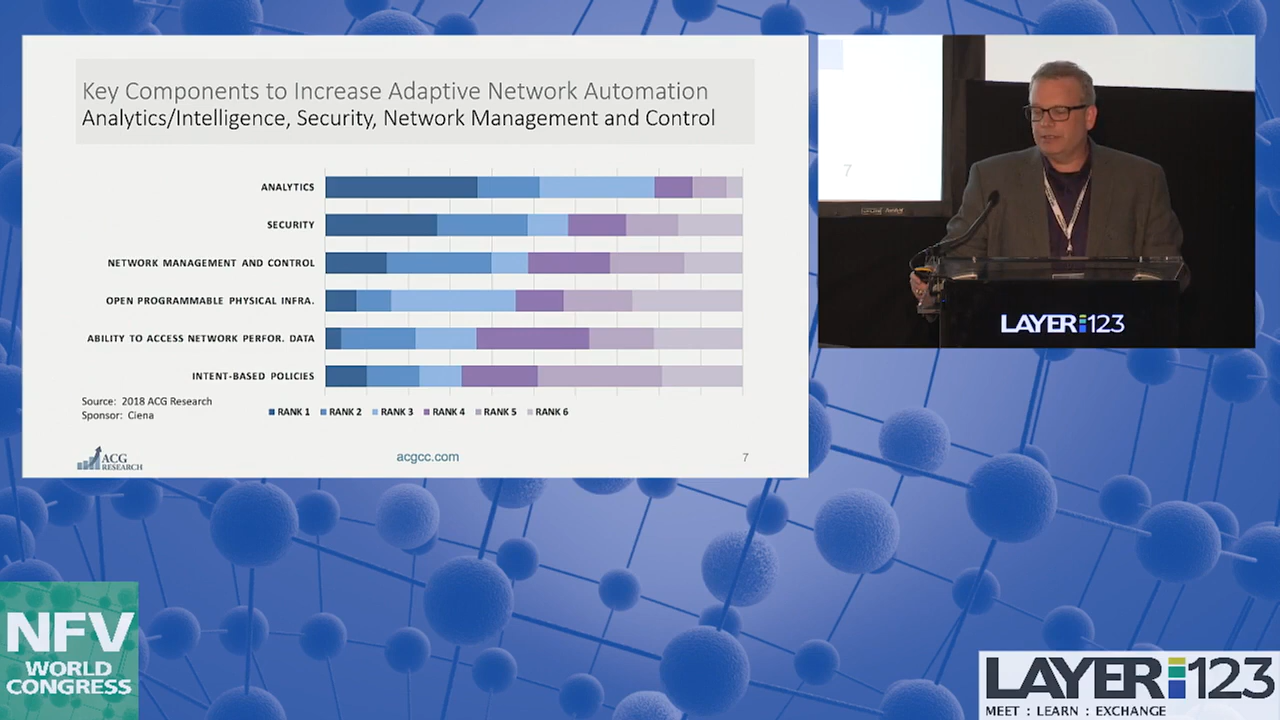 Key Components to Increase Adaptive Network Automation
Analytics/Intelligence, Security, Network Management and Control
ANALYTICS
SECURITY
NETWORK MANAGEMENT AND CONTROL
OPEN PROGRAMMABLE PHYSICAL INFRA.
ABILITY TO ACCESS NETWORK PERFOR. DATA
INTENT-BASED POLICIES
Source: 2018 ACG Research
Sponsor: Ciena
RANK 1 RANK 2 RANK 3 RANK 4 RANK 5 RANK 6
ACG
RESEARCH
acgcc.com
7
7
LAYER123
NFV
WORLD
CONGRESS
LAYER123
MEET : LEARN : EXCHANGE